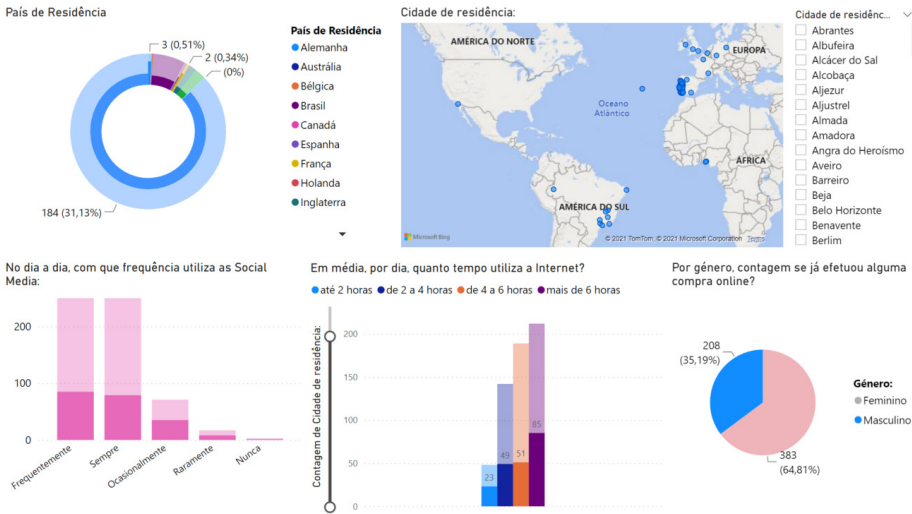 País de Residência
3 (0,51%)
2 (0,34%)
(0%)
184 (31,13%)
País de Residência
Alemanha
Austrália
Bélgica
Brasil
Canadá
Espanha
França
Holanda
Inglaterra
Cidade de residência:
AMÉRICA DO NORTE
EUROPA
Oceano
Atlântico
ÁFRICA
AMÉRICA DO SUL
Microsoft Bing
© 2021 TomTom, © 2021 Microsoft Corporation Terms
Cidade de residênc...
Abrantes
Albufeira
Alcácer do Sal
Alcobaça
Aljezur
Aljustrel
Almada
Amadora
Angra do Heroísmo
Aveiro
Barreiro
Beja
Belo Horizonte
Benavente
Berlim
No dia a dia, com que frequência utiliza as Social
Media:
200
100
0
Frequentemente
Sempre
Ocasionalmente
Raramente
Nunca
Em média, por dia, quanto tempo utiliza a Internet?
até 2 horas de 2 a 4 horas de 4 a 6 horas mais de 6 horas
Contagem de Cidade de residência:
200
150
100
50
0
23
49
51
85
Por género, contagem se já efetuou alguma
compra online?
208
(35,19%)
383
(64,81%)
Género:
Feminino
Masculino